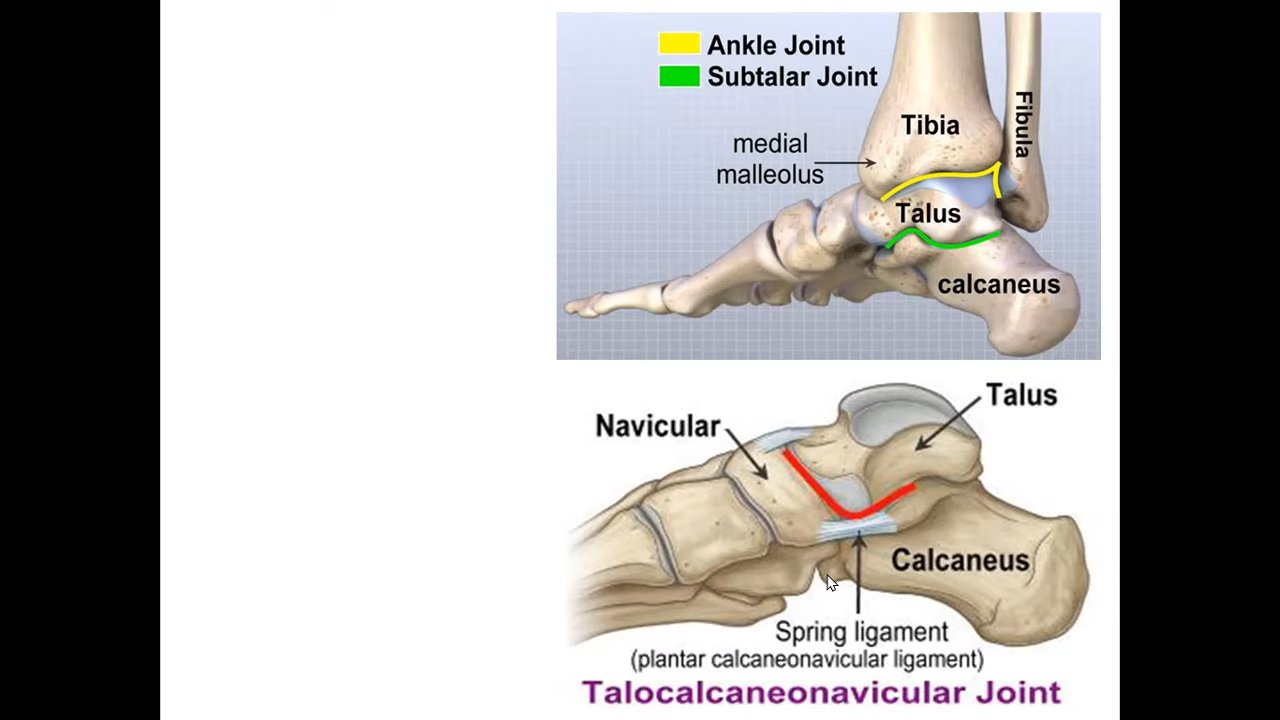 Ankle Joint
Subtalar Joint
Tibia
Fibula
medial
malleolus
Talus
calcaneus
Talus
Navicular
Calcaneus
Spring ligament
(plantar calcaneonavicular ligament)
Talocalcaneonavicular Joint